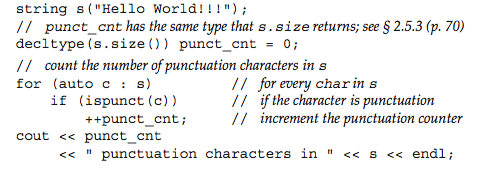 string s("Hello World!!!");
// punct_cnt has the same type that s.size returns; see § 2.5.3 (p. 70)
decltype(s.size()) punct_cnt = 0;
// count the number of punctuation characters in s
for (auto c : s) // for every char in s
if (ispunct(c)) // if the character is punctuation
++punct_cnt; // increment the punctuation counter
cout << punct_cnt
<< " punctuation characters in " << s << endl;